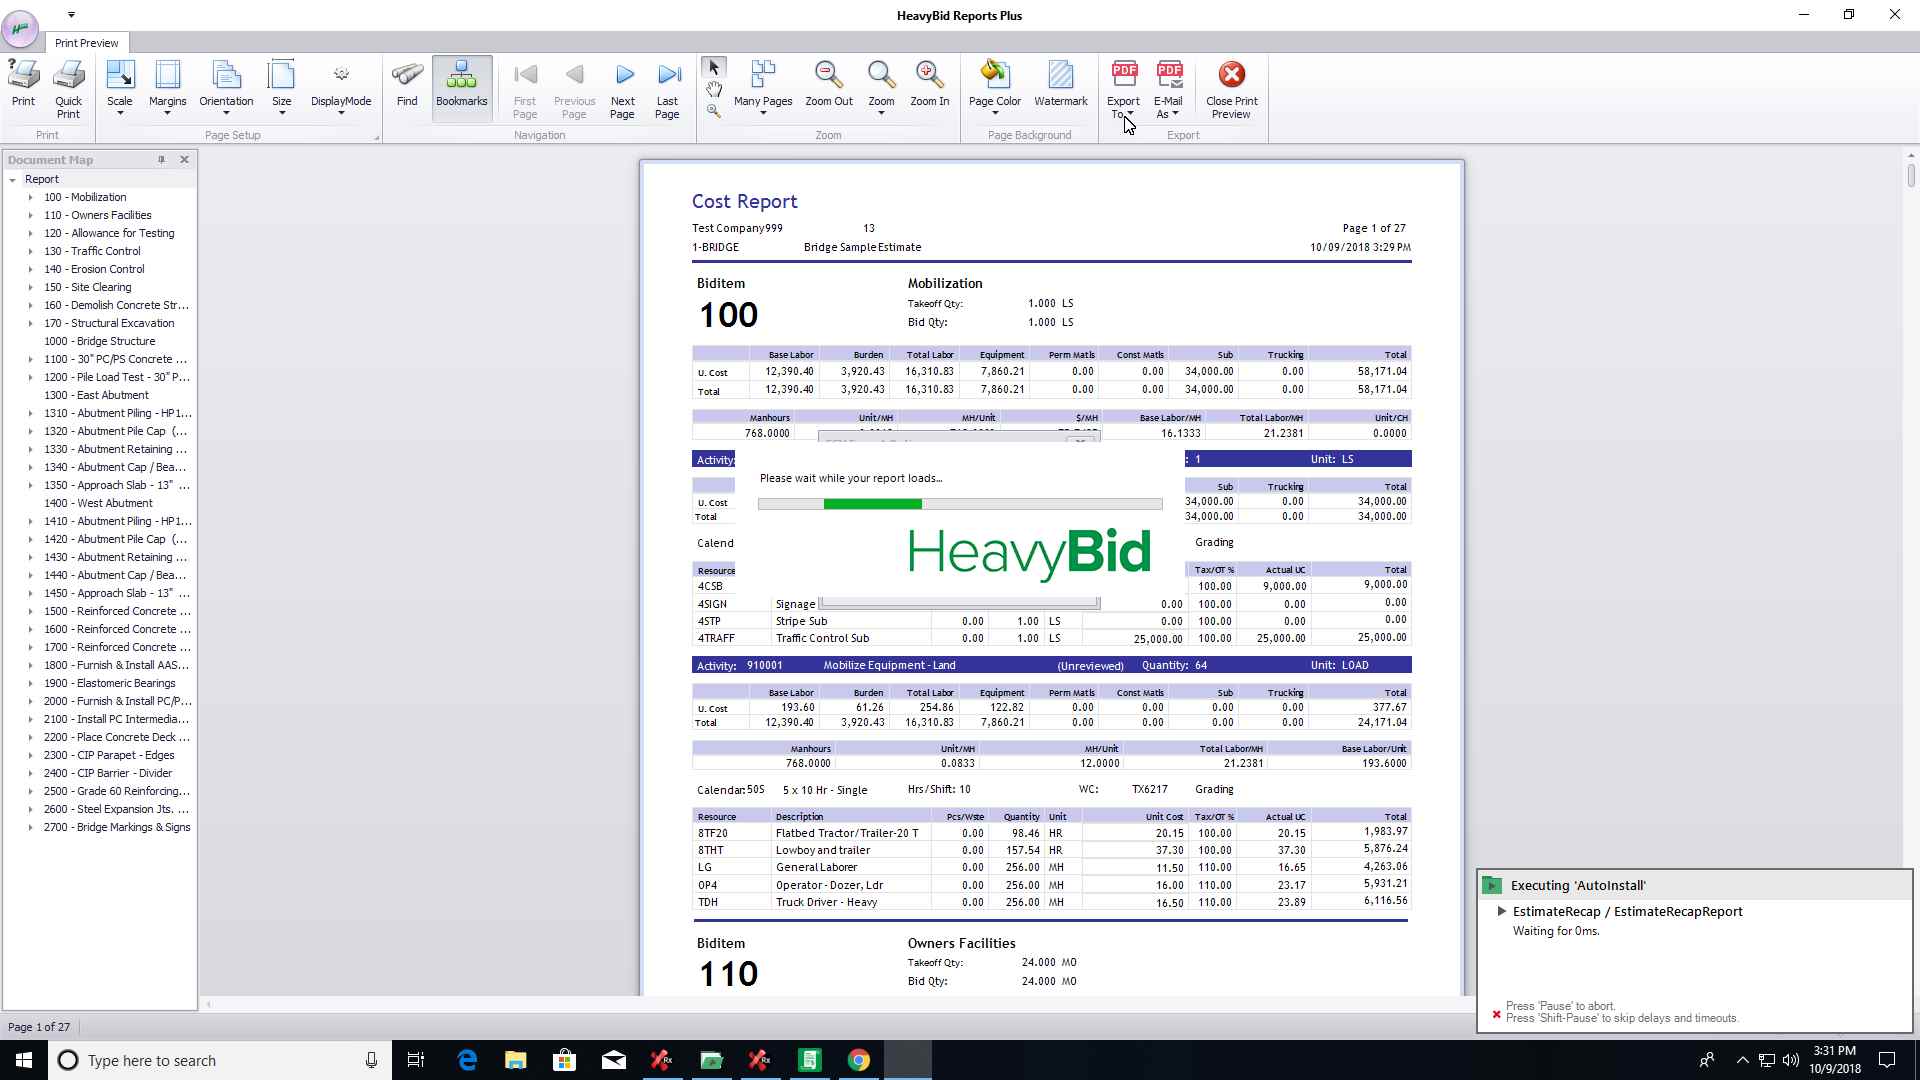 HeavyBid Reports Plus
Print Preview
Print
Quick Print
Scale
Margins
Orientation
Size
DisplayMode
Find
Bookmarks
First Page
Previous Page
Next Page
Last Page
Many Pages
Zoom Out
Zoom
Zoom In
Page Color
Watermark
PDF
Export To
PDF
E-Mail As
Close Print Preview
Print
Page Setup
Navigation
Zoom
Page Background
Export
Document Map
Report
100 - Mobilization
110 - Owners Facilities
120 - Allowance for Testing
130 - Traffic Control
140 - Erosion Control
150 - Site Clearing
160 - Demolish Concrete Str...
170 - Structural Excavation
1000 - Bridge Structure
1100 - 30" PC/PS Concrete ...
1200 - Pile Load Test - 30" P...
1300 - East Abutment
1310 - Abutment Piling - HP1...
1320 - Abutment Pile Cap (...
1330 - Abutment Retaining ...
1340 - Abutment Cap / Bea...
1350 - Approach Slab - 13" ...
1400 - West Abutment
1410 - Abutment Piling - HP1...
1420 - Abutment Pile Cap (...
1430 - Abutment Retaining ...
1440 - Abutment Cap / Bea...
1450 - Approach Slab - 13" ...
1500 - Reinforced Concrete ...
1600 - Reinforced Concrete ...
1700 - Reinforced Concrete ...
1800 - Furnish & Install AAS...
1900 - Elastomeric Bearings
2000 - Furnish & Install PC/P...
2100 - Install PC Intermedia...
2200 - Place Concrete Deck ...
2300 - CIP Parapet - Edges
2400 - CIP Barrier - Divider
2500 - Grade 60 Reinforcing...
2600 - Steel Expansion Jts. ...
2700 - Bridge Markings & Signs
Cost Report
Test Company999 13 Page 1 of 27
1-BRIDGE Bridge Sample Estimate 10/09/2018 3:29 PM
Biditem Mobilization
100 Takeoff Qty: 1.000 LS
Bid Qty: 1.000 LS
Base Labor Burden Total Labor Equipment Perm Matls Const Matls Sub Trucking Total
U. Cost 12,390.40 3,920.43 16,310.83 7,860.21 0.00 0.00 34,000.00 0.00 58,171.04
Total 12,390.40 3,920.43 16,310.83 7,860.21 0.00 0.00 34,000.00 0.00 58,171.04
Manhours Unit/MH MH/Unit $/MH Base Labor/MH Total Labor/MH Unit/CH
768.0000 16.1333 21.2381 0.0000
Activity: : 1 Unit: LS
Sub Trucking Total
U. Cost 34,000.00 0.00 34,000.00
Total 34,000.00 0.00 34,000.00
Please wait while your report loads...
HeavyBid
Calend Grading
Resource Tax/OT % Actual UC Total
4CSB 100.00 9,000.00 9,000.00
4SIGN Signage 0.00 100.00 0.00 0.00
4STP Stripe Sub 0.00 1.00 LS 0.00 100.00 0.00 0.00
4TRAFF Traffic Control Sub 0.00 1.00 LS 25,000.00 100.00 25,000.00 25,000.00
Activity: 910001 Mobilize Equipment - Land (Unreviewed) Quantity: 64 Unit: LOAD
Base Labor Burden Total Labor Equipment Perm Matls Const Matls Sub Trucking Total
U. Cost 193.60 61.26 254.86 122.82 0.00 0.00 0.00 0.00 377.67
Total 12,390.40 3,920.43 16,310.83 7,860.21 0.00 0.00 0.00 0.00 24,171.04
Manhours Unit/MH MH/Unit Total Labor/MH Base Labor/Unit
768.0000 0.0833 12.0000 21.2381 193.6000
Calendar: 50S 5 x 10 Hr - Single Hrs/Shift: 10 WC: TX6217 Grading
Resource Description Pcs/Wste Quantity Unit Unit Cost Tax/OT % Actual UC Total
8TF20 Flatbed Tractor/Trailer-20 T 0.00 98.46 HR 20.15 100.00 20.15 1,983.97
8THT Lowboy and trailer 0.00 157.54 HR 37.30 100.00 37.30 5,876.24
LG General Laborer 0.00 256.00 MH 11.50 110.00 16.65 4,263.06
OP4 Operator - Dozer, Ldr 0.00 256.00 MH 16.00 110.00 23.17 5,931.21
TDH Truck Driver - Heavy 0.00 256.00 MH 16.50 110.00 23.89 6,116.56
Biditem Owners Facilities
110 Takeoff Qty: 24.000 MO
Bid Qty: 24.000 MO
Executing 'AutoInstall'
EstimateRecap / EstimateRecapReport
Waiting for 0ms.
Press 'Pause' to abort.
Press 'Shift-Pause' to skip delays and timeouts.
Page 1 of 27
Type here to search
3:31 PM
10/9/2018